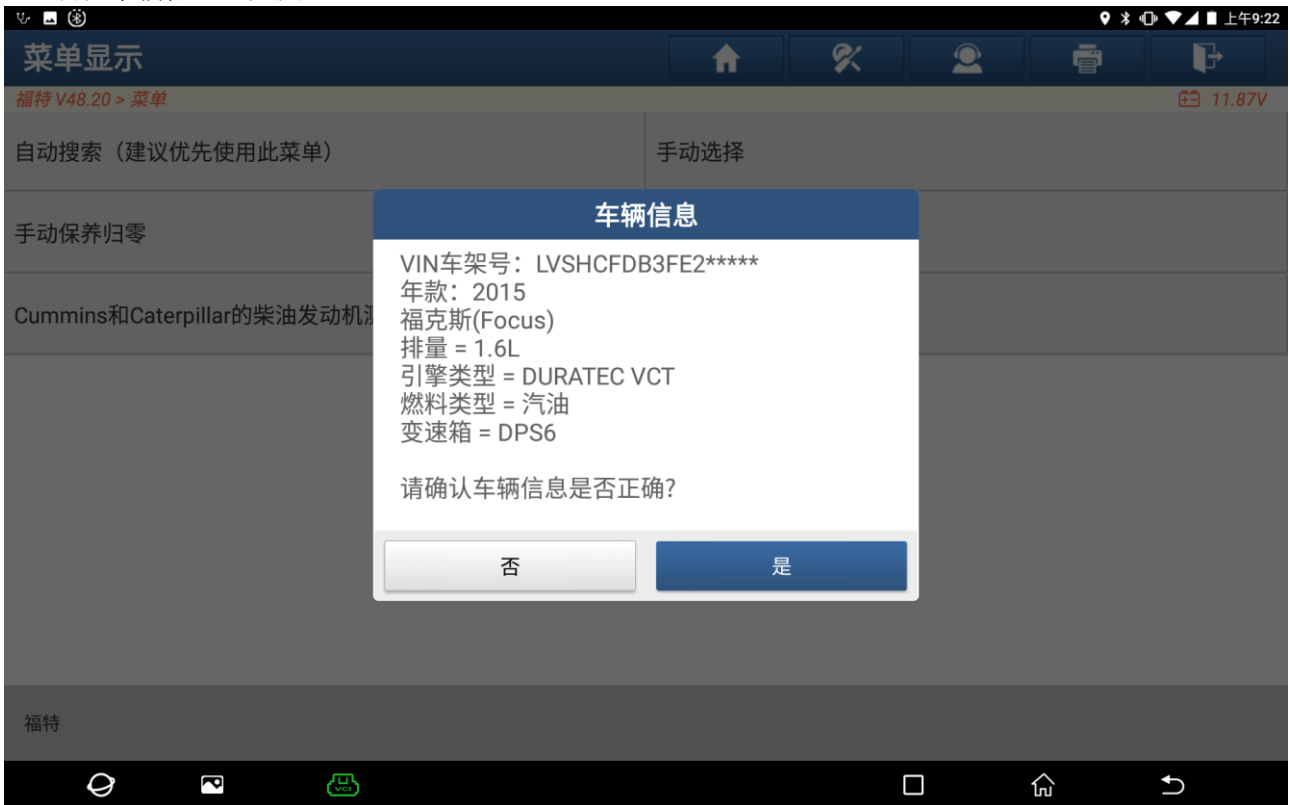 上午9:22
菜单显示
福特 V48.20 > 菜单
11.87V
自动搜索（建议优先使用此菜单）
手动选择
手动保养归零
Cummins和Caterpillar的柴油发动机
车辆信息
VIN车架号：LVSHCFDB3FE2*****
年款：2015
福克斯(Focus)
排量 = 1.6L
引擎类型 = DURATEC VCT
燃料类型 = 汽油
变速箱 = DPS6
请确认车辆信息是否正确?
否
是
福特
VCI